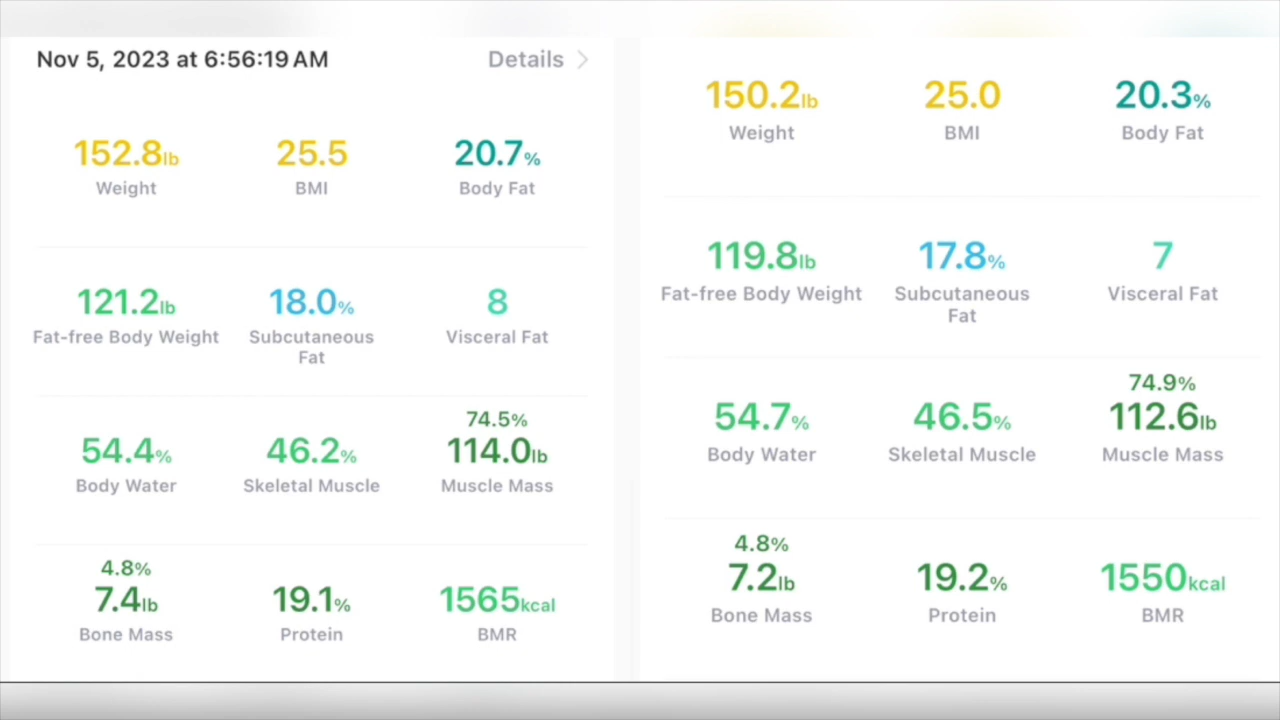 Nov 5, 2023 at 6:56:19 AM
Details
152.8lb 25.5 20.7%
Weight BMI Body Fat
121.2lb 18.0% 8
Fat-free Body Weight Subcutaneous Visceral Fat
Fat
74.5%
54.4% 46.2% 114.0lb
Body Water Skeletal Muscle Muscle Mass
4.8%
7.4lb 19.1% 1565kcal
Bone Mass Protein BMR
150.2lb 25.0 20.3%
Weight BMI Body Fat
119.8lb 17.8% 7
Fat-free Body Weight Subcutaneous Visceral Fat
Fat
74.9%
54.7% 46.5% 112.6lb
Body Water Skeletal Muscle Muscle Mass
4.8%
7.2lb 19.2% 1550kcal
Bone Mass Protein BMR